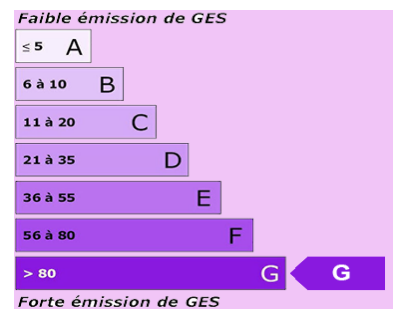 Faible émission de GES
≤ 5 A
6 à 10 B
11 à 20 C
21 à 35 D
36 à 55 E
56 à 80 F
> 80 G G
Forte émission de GES